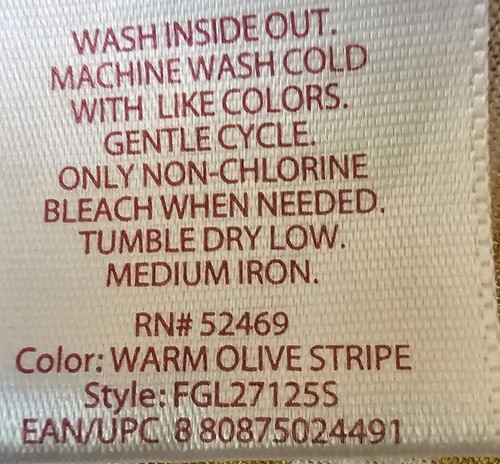 WASH INSIDE OUT.
MACHINE WASH COLD
WITH LIKE COLORS.
GENTLE CYCLE.
ONLY NON-CHLORINE
BLEACH WHEN NEEDED.
TUMBLE DRY LOW.
MEDIUM IRON.
RN# 52469
Color: WARM OLIVE STRIPE
Style: FGL27125S
EAN/UPC 8 80875024491